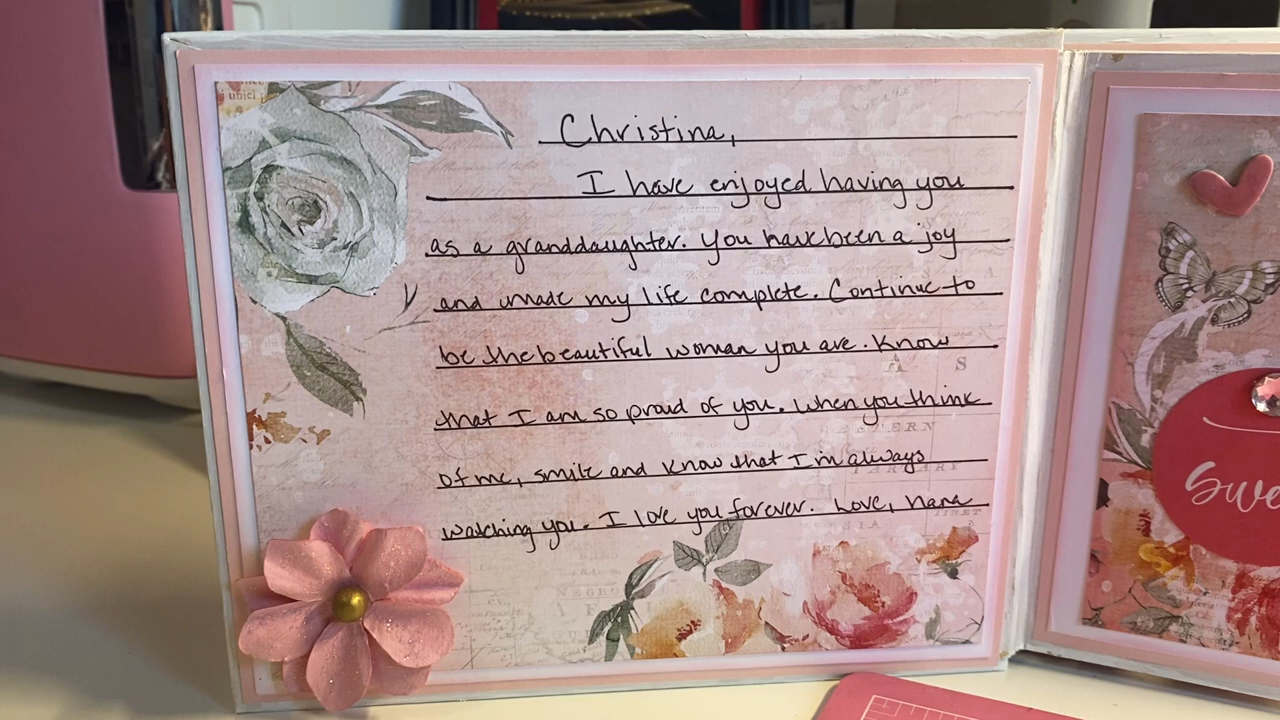 Christina,
I have enjoyed having you
as a granddaughter. You have been a joy
and made my life complete. Continue to
be the beautiful woman you are. Know
that I am so proud of you. When you think
of me, smile and know that I'm always
watching you. I love you forever. Love, Nana
A S
Swe